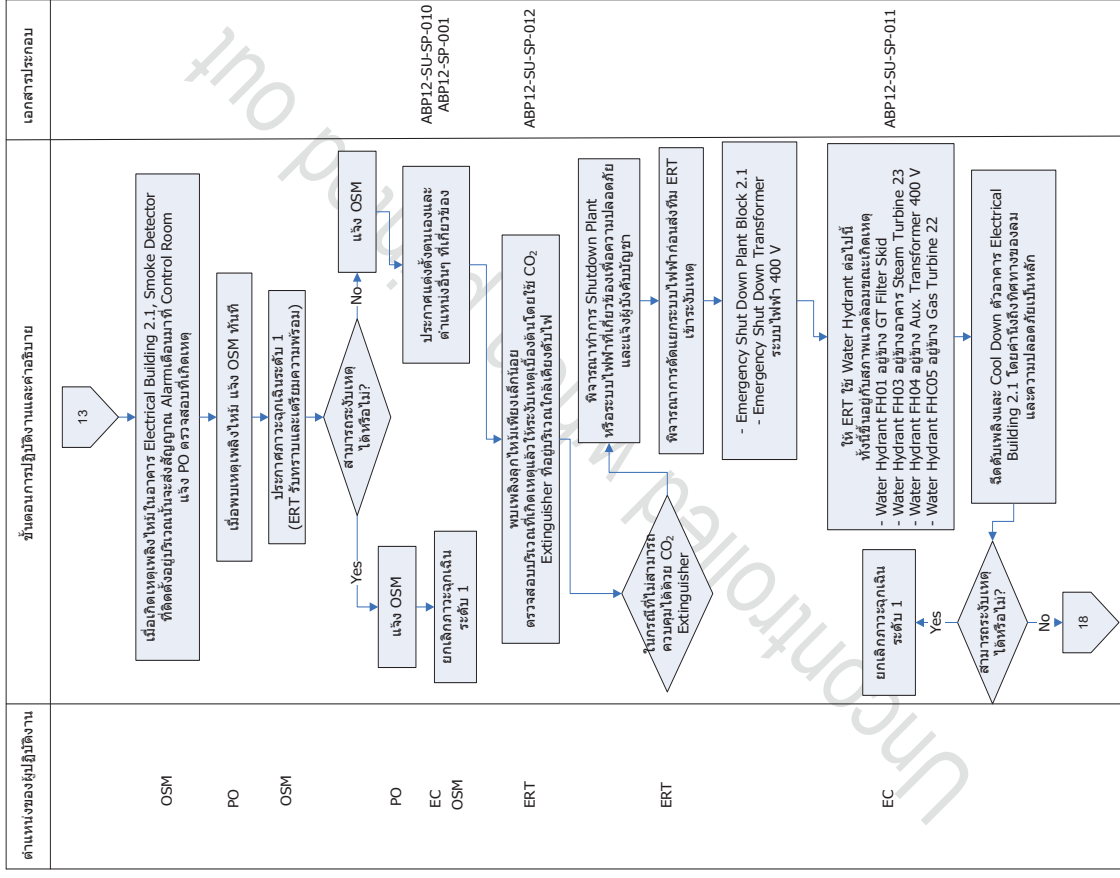 ตำแหน่งของผู้ปฏิบัติงาน
ขั้นตอนการปฏิบัติงานและคำอธิบาย
เอกสารประกอบ
13
OSM
เมื่อเกิดเหตุเพลิงไหม้ในอาคาร Electrical Building 2.1, Smoke Detector
ที่ติดตั้งอยู่บริเวณนั้นจะส่งสัญญาณ Alarmเตือนมาที่ Control Room
แจ้ง PO ตรวจสอบที่เกิดเหตุ
PO
เมื่อพบเหตุเพลิงไหม้ แจ้ง OSM ทันที
OSM
ประกาศภาวะฉุกเฉินระดับ 1
(ERT รับทราบและเตรียมความพร้อม)
สามารถระงับเหตุ
ได้หรือไม่?
Yes
No
PO
แจ้ง OSM
แจ้ง OSM
EC
OSM
ยกเลิกภาวะฉุกเฉิน
ระดับ 1
ประกาศแต่งตั้งตนเองและ
ตำแหน่งอื่นๆ ที่เกี่ยวข้อง
ABP12-SU-SP-010
ABP12-SP-001
ERT
พบเพลิงลุกไหม้เพียงเล็กน้อย
ตรวจสอบบริเวณที่เกิดเหตุแล้วให้ระงับเหตุเบื้องต้นโดยใช้ CO₂
Extinguisher ที่อยู่บริเวณใกล้เคียงดับไฟ
ABP12-SU-SP-012
ERT
ในกรณีที่ไม่สามารถ
ควบคุมได้ด้วย CO₂
Extinguisher
พิจารณาทำการ Shutdown Plant
หรือระบบไฟฟ้าที่เกี่ยวข้องเพื่อความปลอดภัย
และแจ้งผู้บังคับบัญชา
พิจารณาการตัดแยกระบบไฟฟ้าก่อนส่งทีม ERT
เข้าระงับเหตุ
- Emergency Shut Down Plant Block 2.1
- Emergency Shut Down Transformer
ระบบไฟฟ้า 400 V
EC
ให้ ERT ใช้ Water Hydrant ต่อไปนี้
ทั้งนี้ขึ้นอยู่กับสภาพแวดล้อมขณะเกิดเหตุ
- Water Hydrant FH01 อยู่ข้าง GT Filter Skid
- Water Hydrant FH03 อยู่ข้างอาคาร Steam Turbine 23
- Water Hydrant FH04 อยู่ข้าง Aux. Transformer 400 V
- Water Hydrant FHC05 อยู่ข้าง Gas Turbine 22
ABP12-SU-SP-011
ฉีดดับเพลิงและ Cool Down ตัวอาคาร Electrical
Building 2.1 โดยคำนึงถึงทิศทางของลม
และความปลอดภัยเป็นหลัก
สามารถระงับเหตุ
ได้หรือไม่?
Yes
ยกเลิกภาวะฉุกเฉิน
ระดับ 1
No
18
Uncontrolled when printed out